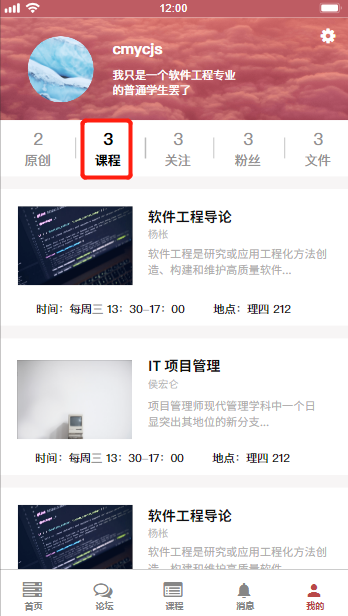 12:00
cmycjs
我只是一个软件工程专业
的普通学生罢了
2 3 3 3 3
原创 课程 关注 粉丝 文件
软件工程导论
杨枨
软件工程是研究或应用工程化方法创
造、构建和维护高质量软件...
时间：每周三 13：30-17：00 地点：理四 212
IT 项目管理
侯宏仑
项目管理师现代管理学科中一个日
显突出其地位的新分支...
时间：每周三 13：30-17：00 地点：理四 212
软件工程导论
杨枨
软件工程是研究或应用工程化方法创
造、构建和维护高质量软件...
首页 论坛 课程 消息 我的